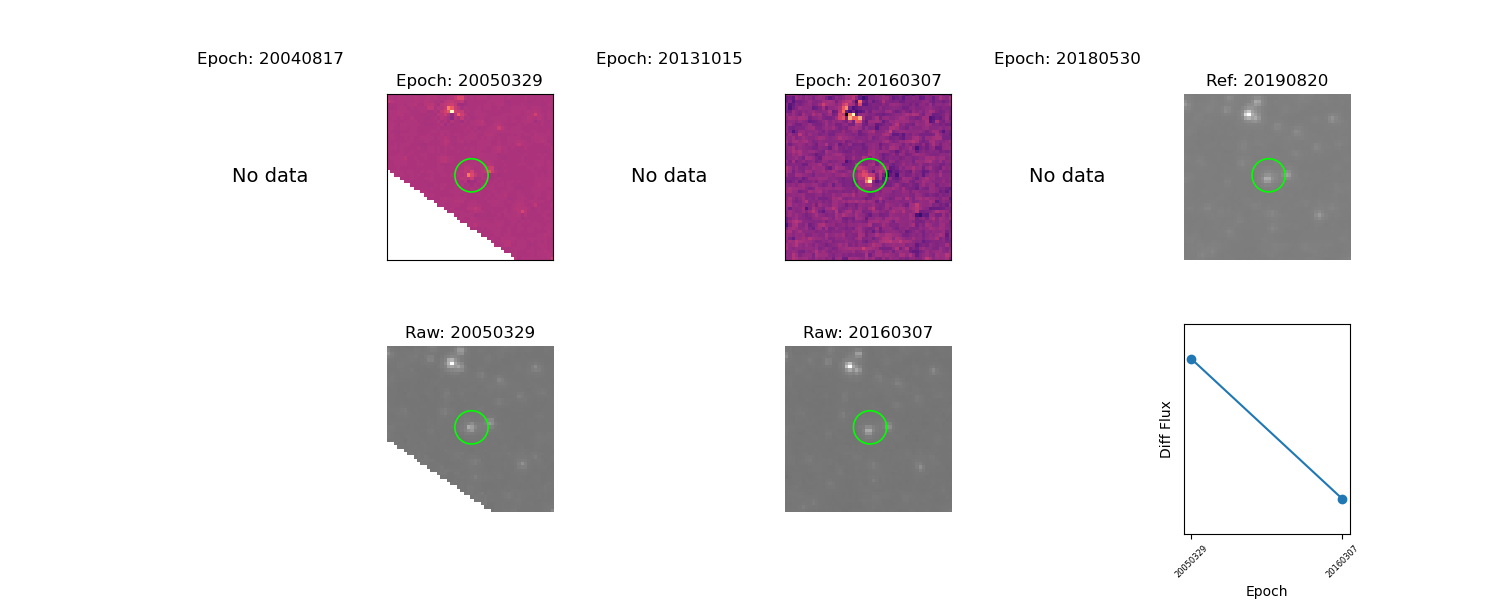 Epoch: 20040817
Epoch: 20131015
Epoch: 20180530
Epoch: 20050329
Epoch: 20160307
Ref: 20190820
No data
No data
No data
Raw: 20050329
Raw: 20160307
Diff Flux
20050329
20160307
Epoch